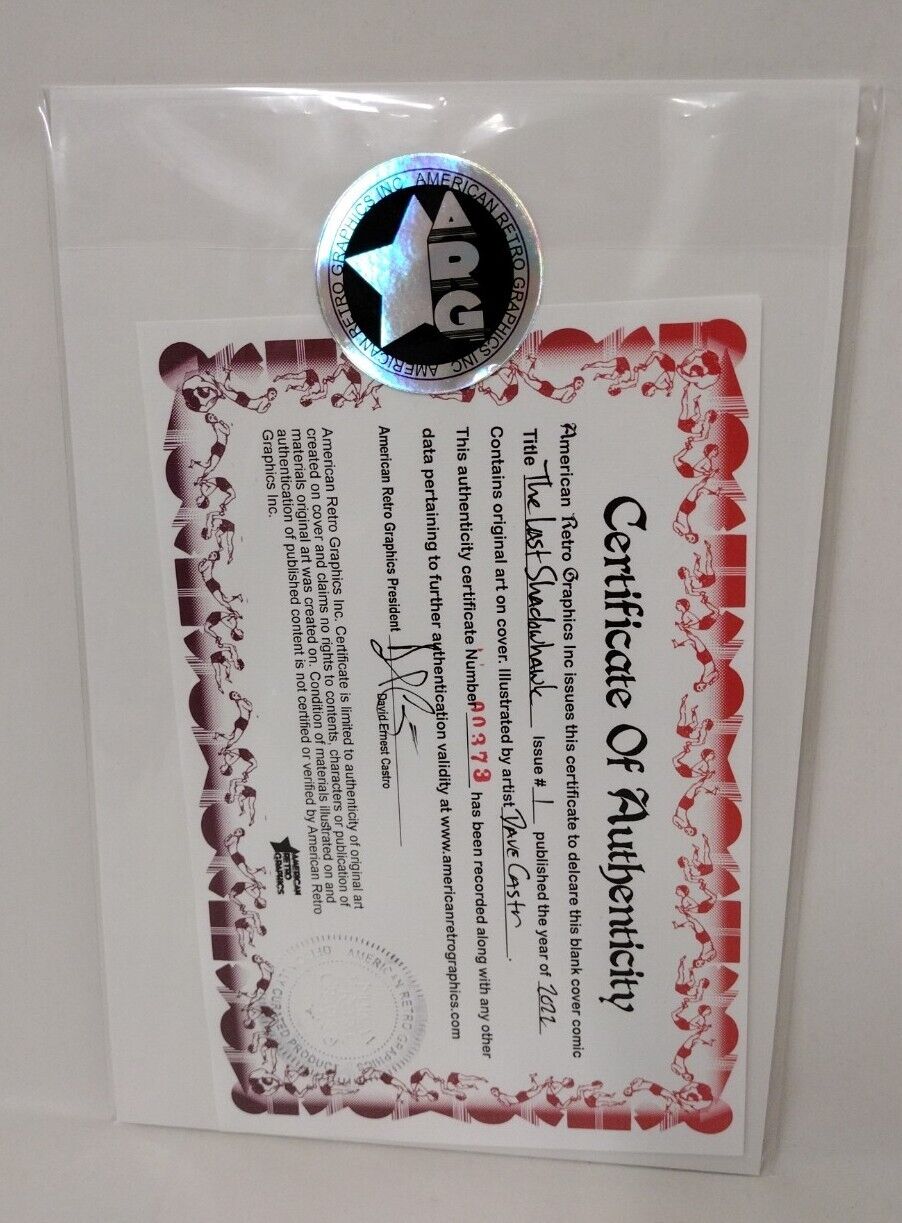 AMERICAN RETRO GRAPHICS INC. AMERICAN RETRO GRAPHICS INC.
ARG
Certificate Of Authenticity
American Retro Graphics Inc issues this certificate to delcare this blank cover comic
Title The Last Shadowhawk Issue # 1 published the year of 2022
Contains original art on cover. Illustrated by artist Dave Castr.
This authenticity certificate Number 00373 has been recorded along with any other
data pertaining to further authentication validity at www.americanretrographics.com
American Retro Graphics President
David Ernest Castro
American Retro Graphics Inc. Certificate is limited to authenticity of original art
created on cover and claims no rights to contents, characters or publication of
materials original art was created on. Condition of materials illustrated on and
authentication of published content is not certified or verified by American Retro
Graphics Inc.
AMERICAN
RETRO
GRAPHICS
AMERICAN RETRO GRAPHICS